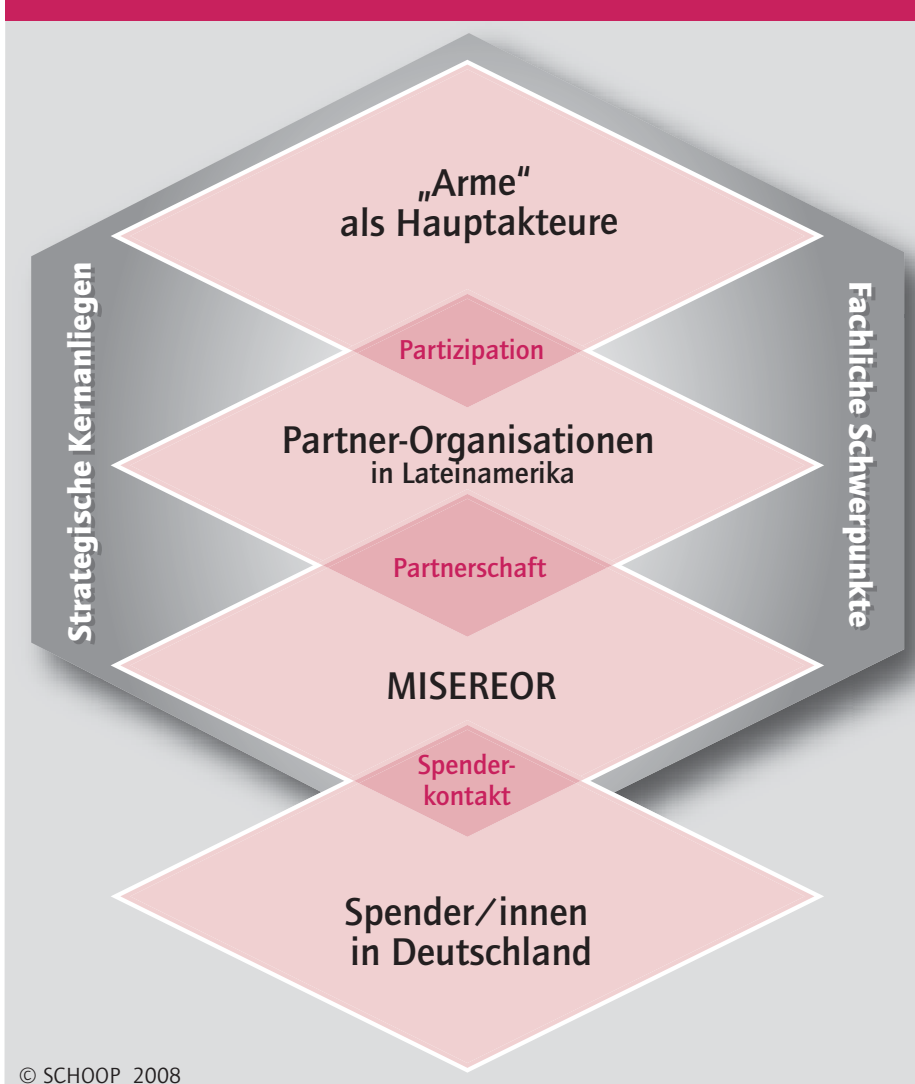 „Arme“
als Hauptakteure
Partizipation
Partner-Organisationen
in Lateinamerika
Partnerschaft
MISEREOR
Spender-
kontakt
Spender/innen
in Deutschland
Strategische Kernanliegen
Fachliche Schwerpunkte
© SCHOOP 2008